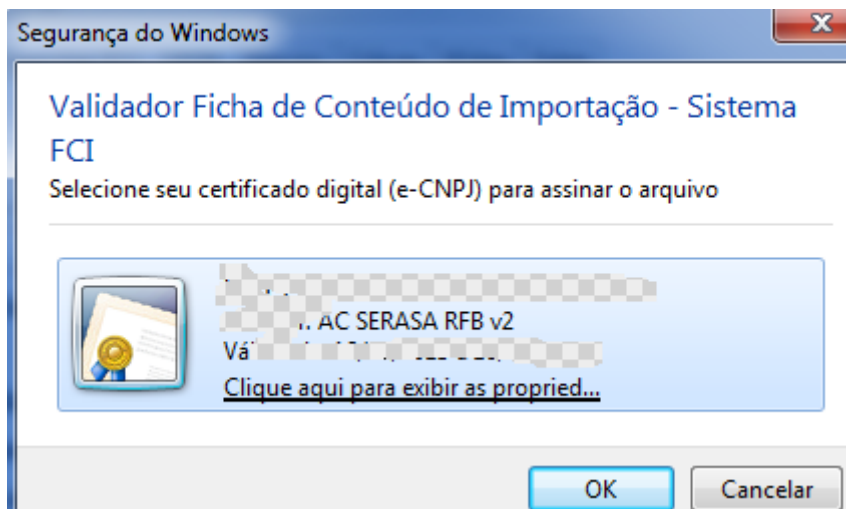 Segurança do Windows
Validador Ficha de Conteúdo de Importação - Sistema
FCI
Selecione seu certificado digital (e-CNPJ) para assinar o arquivo
AC SERASA RFB v2
Clique aqui para exibir as propried...
OK
Cancelar